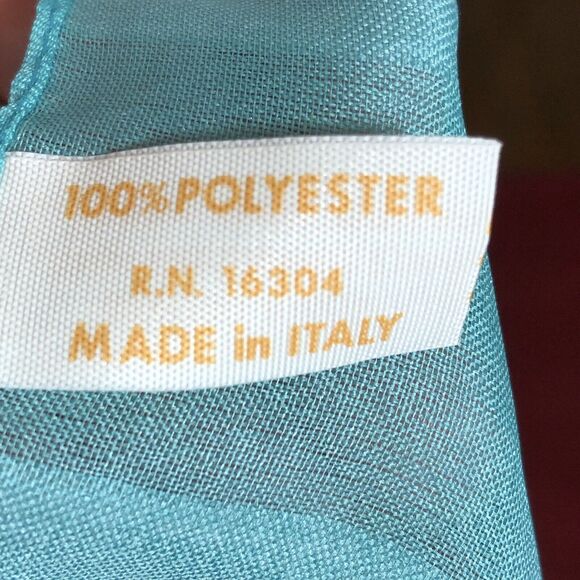 100% POLYESTER
R.N. 16304
MADE in ITALY